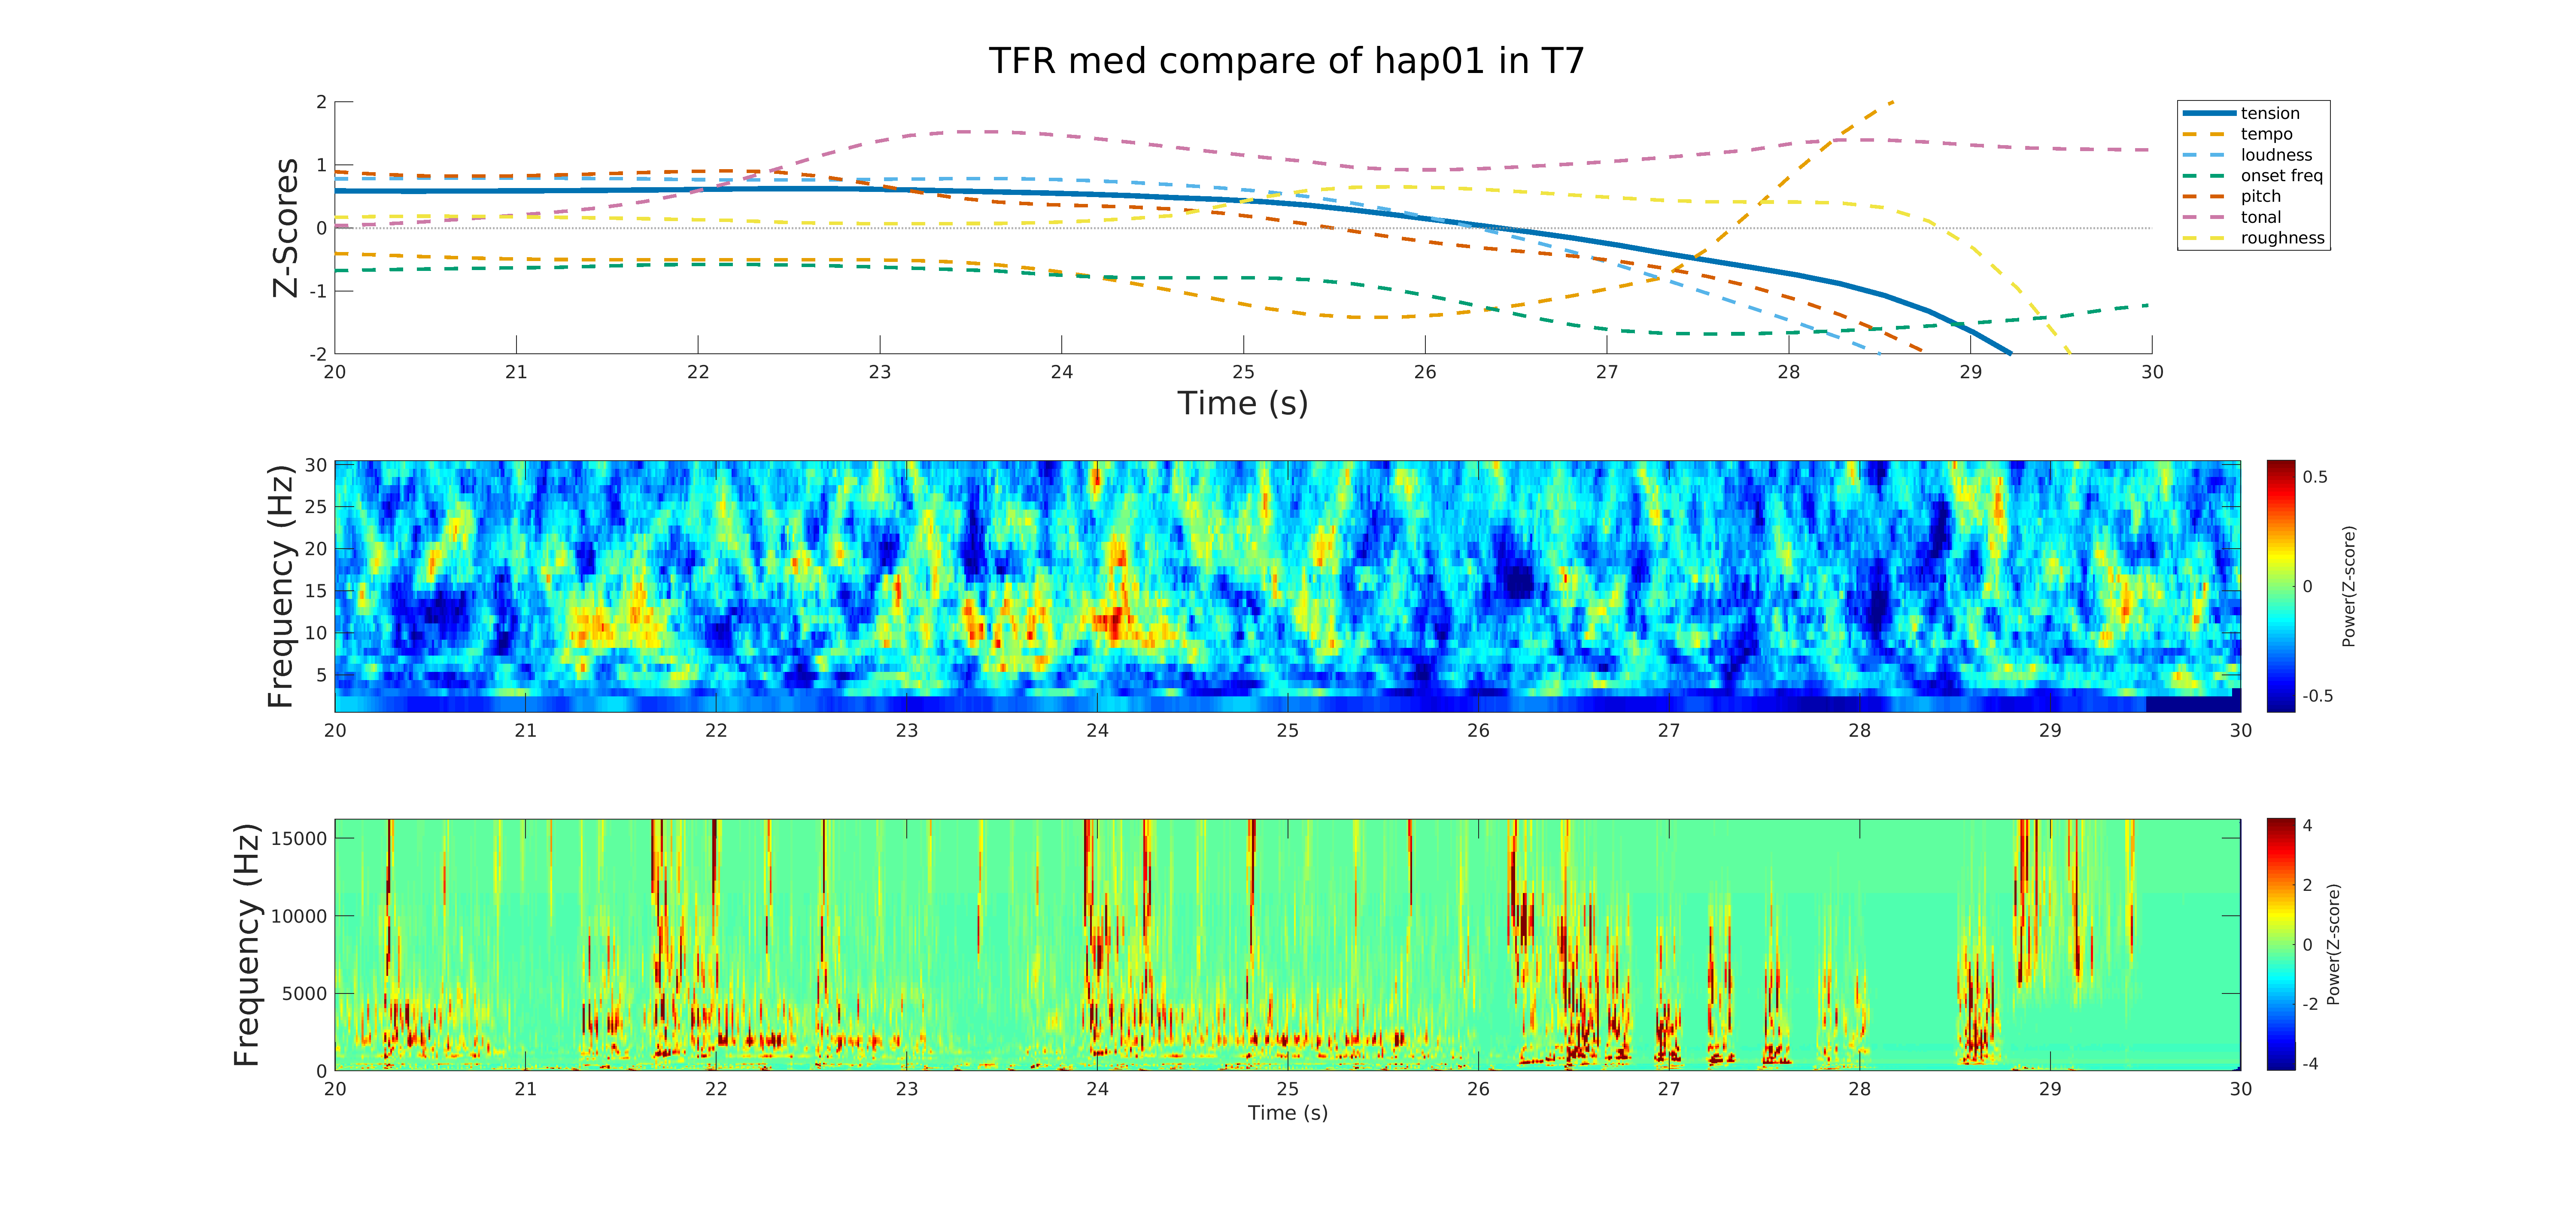 TFR med compare of hap01 in T7
Z-Scores
2
1
0
-1
-2
20 21 22 23 24 25 26 27 28 29 30
Time (s)
tension
tempo
loudness
onset freq
pitch
tonal
roughness
Frequency (Hz)
30
25
20
15
10
5
20 21 22 23 24 25 26 27 28 29 30
0.5
0
-0.5
Power(Z-score)
Frequency (Hz)
15000
10000
5000
0
20 21 22 23 24 25 26 27 28 29 30
Time (s)
4
2
0
-2
-4
Power(Z-score)